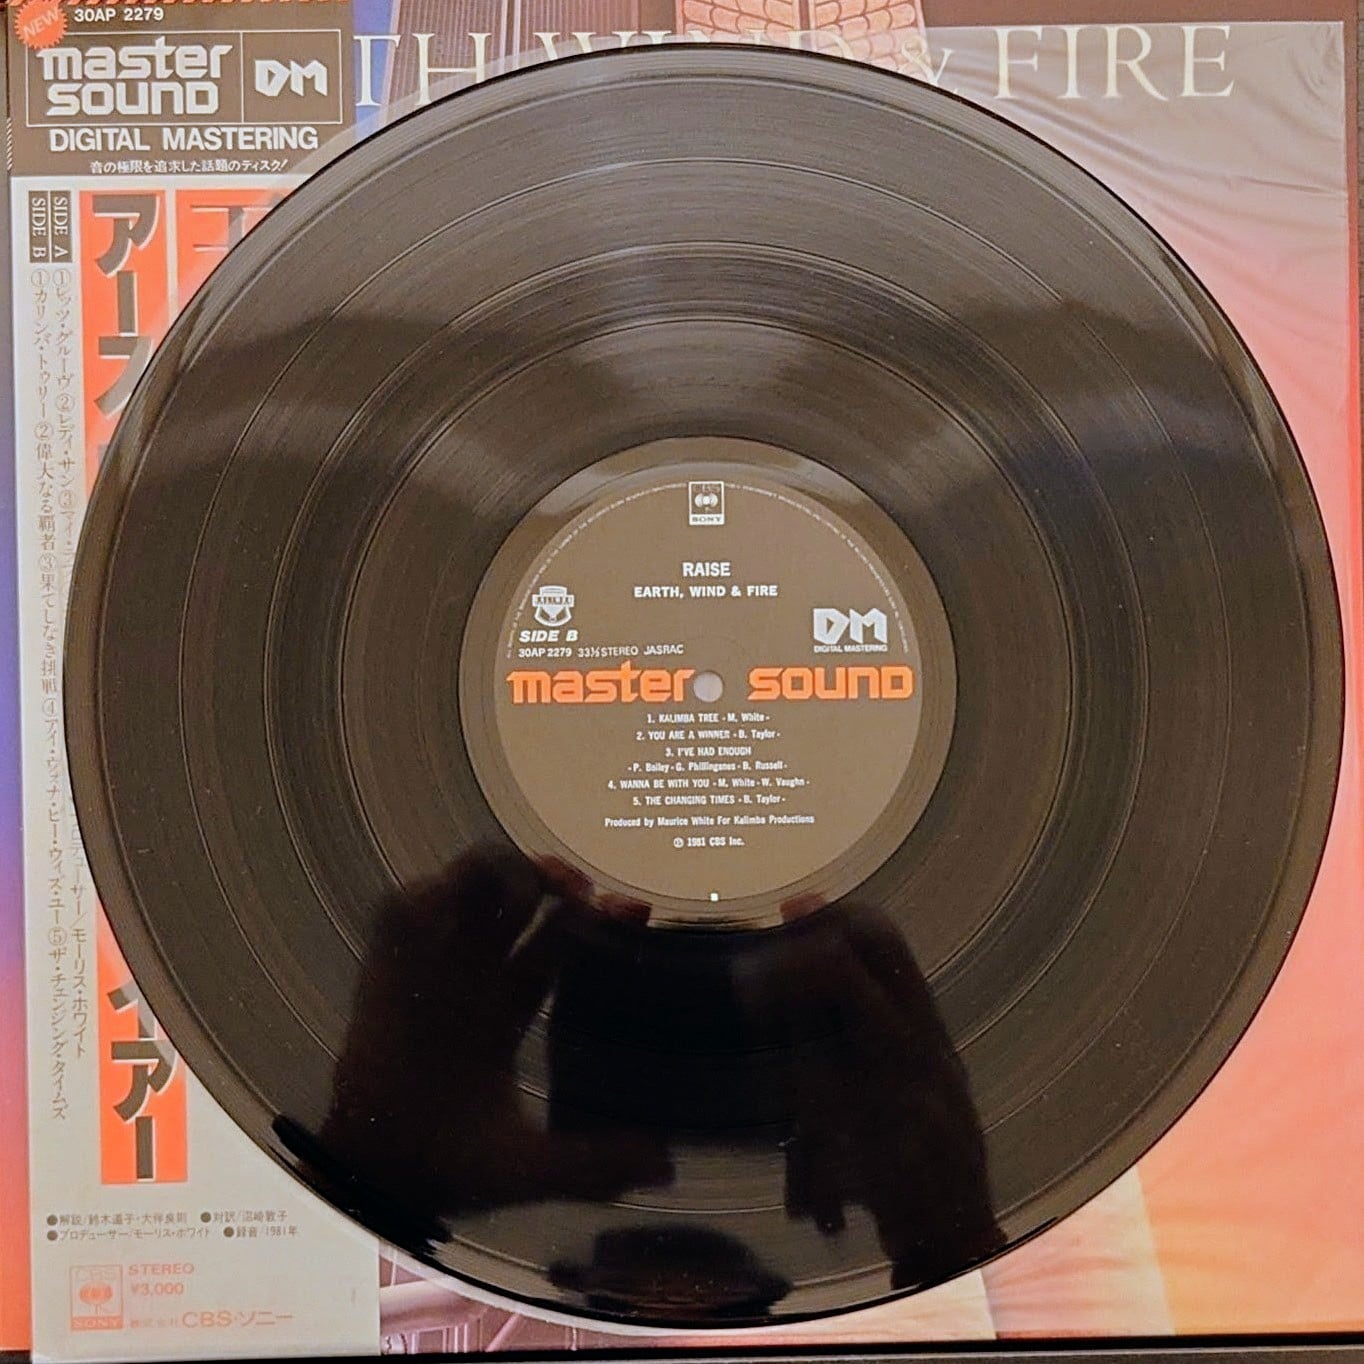 NEW
30AP 2279
master
sound
DM
DIGITAL MASTERING
音の極限を追求した話題のディスク!
TH WIND & FIRE
SIDE A
①レッツ・グルーヴ②レディ・サン③マイ・
SIDE B
①カリンバ・トゥリー②偉大なる覇者③果てしなき挑戦④アイ・ウォナ・ビー・ウィズ・ユー⑤ザ・チェンジング・タイムズ
デューサー/モーリス・ホワイト
アース
イアー
●解説/鈴木道子・大伴良則 ●対訳/沼崎敦子
●プロデューサー/モーリス・ホワイト ●録音/1981年
CBS
SONY
STEREO
¥3,000
株式会社CBS・ソニー
CBS
SONY
RAISE
EARTH, WIND & FIRE
KALIMBA
SIDE B
30AP 2279 33⅓ STEREO JASRAC
DM
DIGITAL MASTERING
master sound
1. KALIMBA TREE - M. White -
2. YOU ARE A WINNER - B. Taylor -
3. I'VE HAD ENOUGH
- P. Bailey - G. Phillinganes - B. Russell -
4. WANNA BE WITH YOU - M. White - W. Vaughn -
5. THE CHANGING TIMES - B. Taylor -
Produced by Maurice White For Kalimba Productions
℗ 1981 CBS Inc.